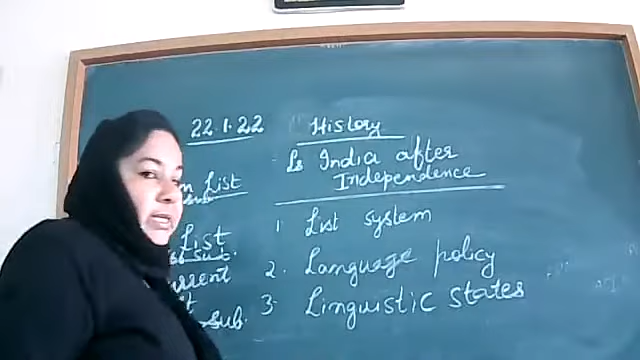 22.1.22 History
Ls India after
Independence
List
sub
1. List system
List
2. Language policy
3. Linguistic States
sub.